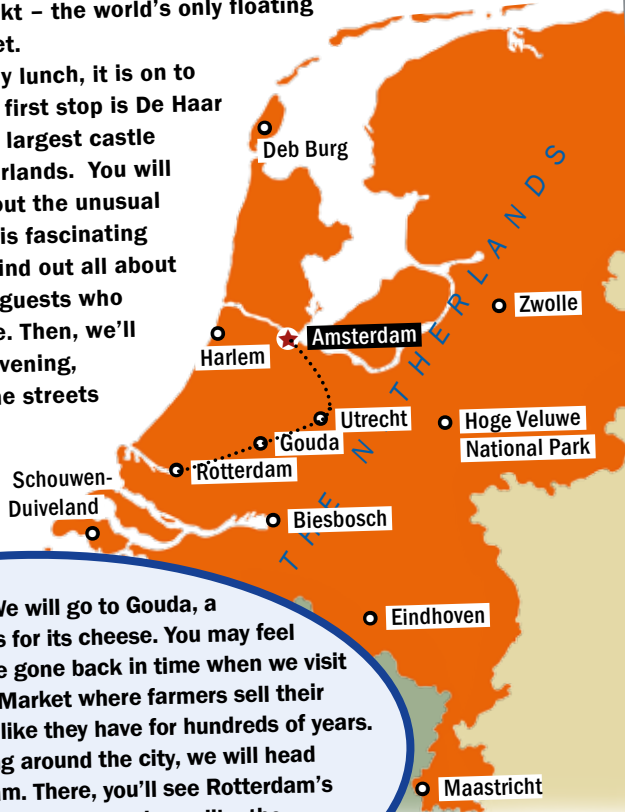 kt – the world's only floating
et.
y lunch, it is on to
first stop is De Haar
largest castle
rlands. You will
out the unusual
is fascinating
ind out all about
guests who
e. Then, we'll
vening,
e streets
Deb Burg
Zwolle
Amsterdam
Harlem
Utrecht
Hoge Veluwe
National Park
Gouda
Rotterdam
Schouwen-
Duiveland
Biesbosch
THE NTHERLANDS
Eindhoven
Maastricht
We will go to Gouda, a
s for its cheese. You may feel
e gone back in time when we visit
Market where farmers sell their
like they have for hundreds of years.
ng around the city, we will head
m. There, you'll see Rotterdam's